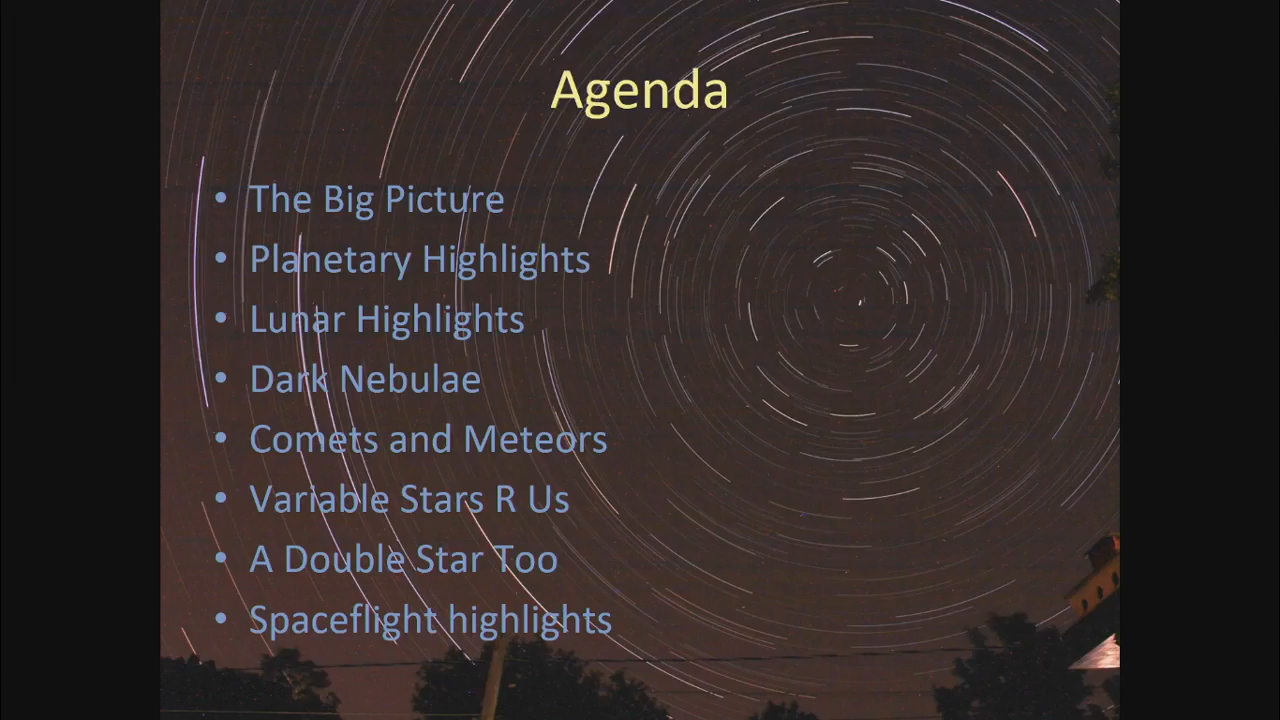 Agenda
• The Big Picture
• Planetary Highlights
• Lunar Highlights
• Dark Nebulae
• Comets and Meteors
• Variable Stars R Us
• A Double Star Too
• Spaceflight highlights